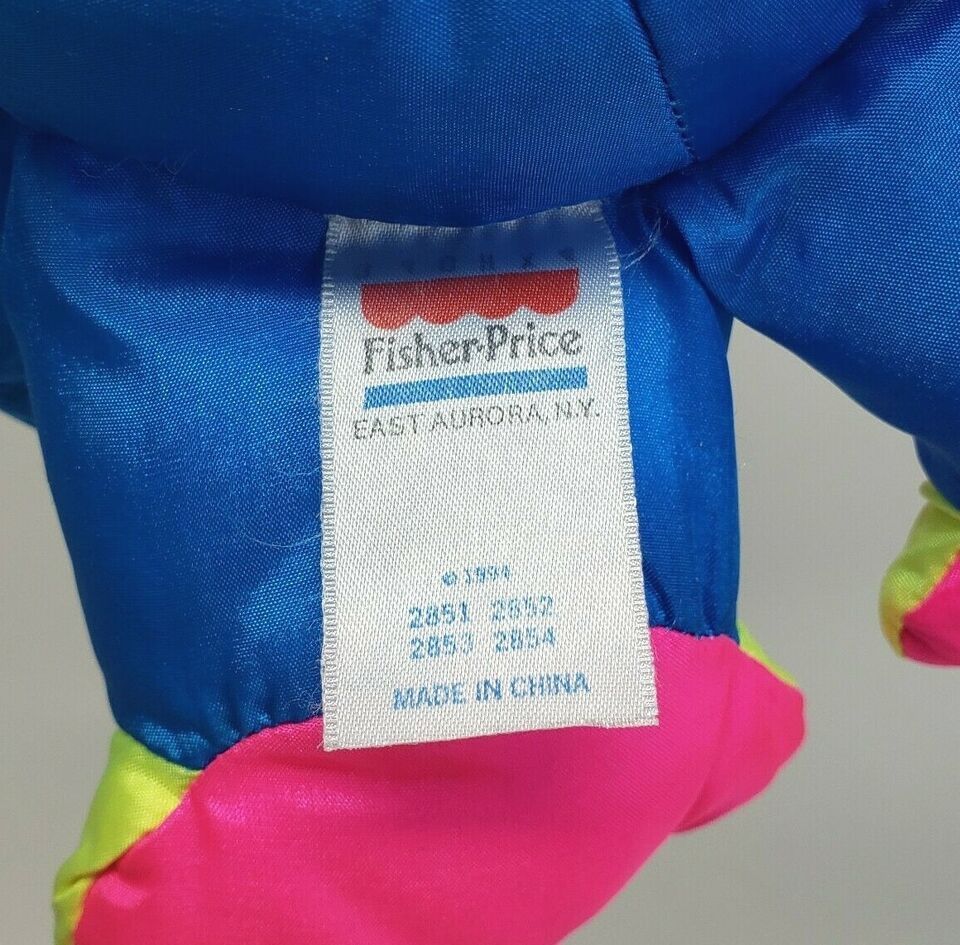 Fisher-Price
EAST AURORA, N.Y.
© 1994
2851 2852
2853 2854
MADE IN CHINA